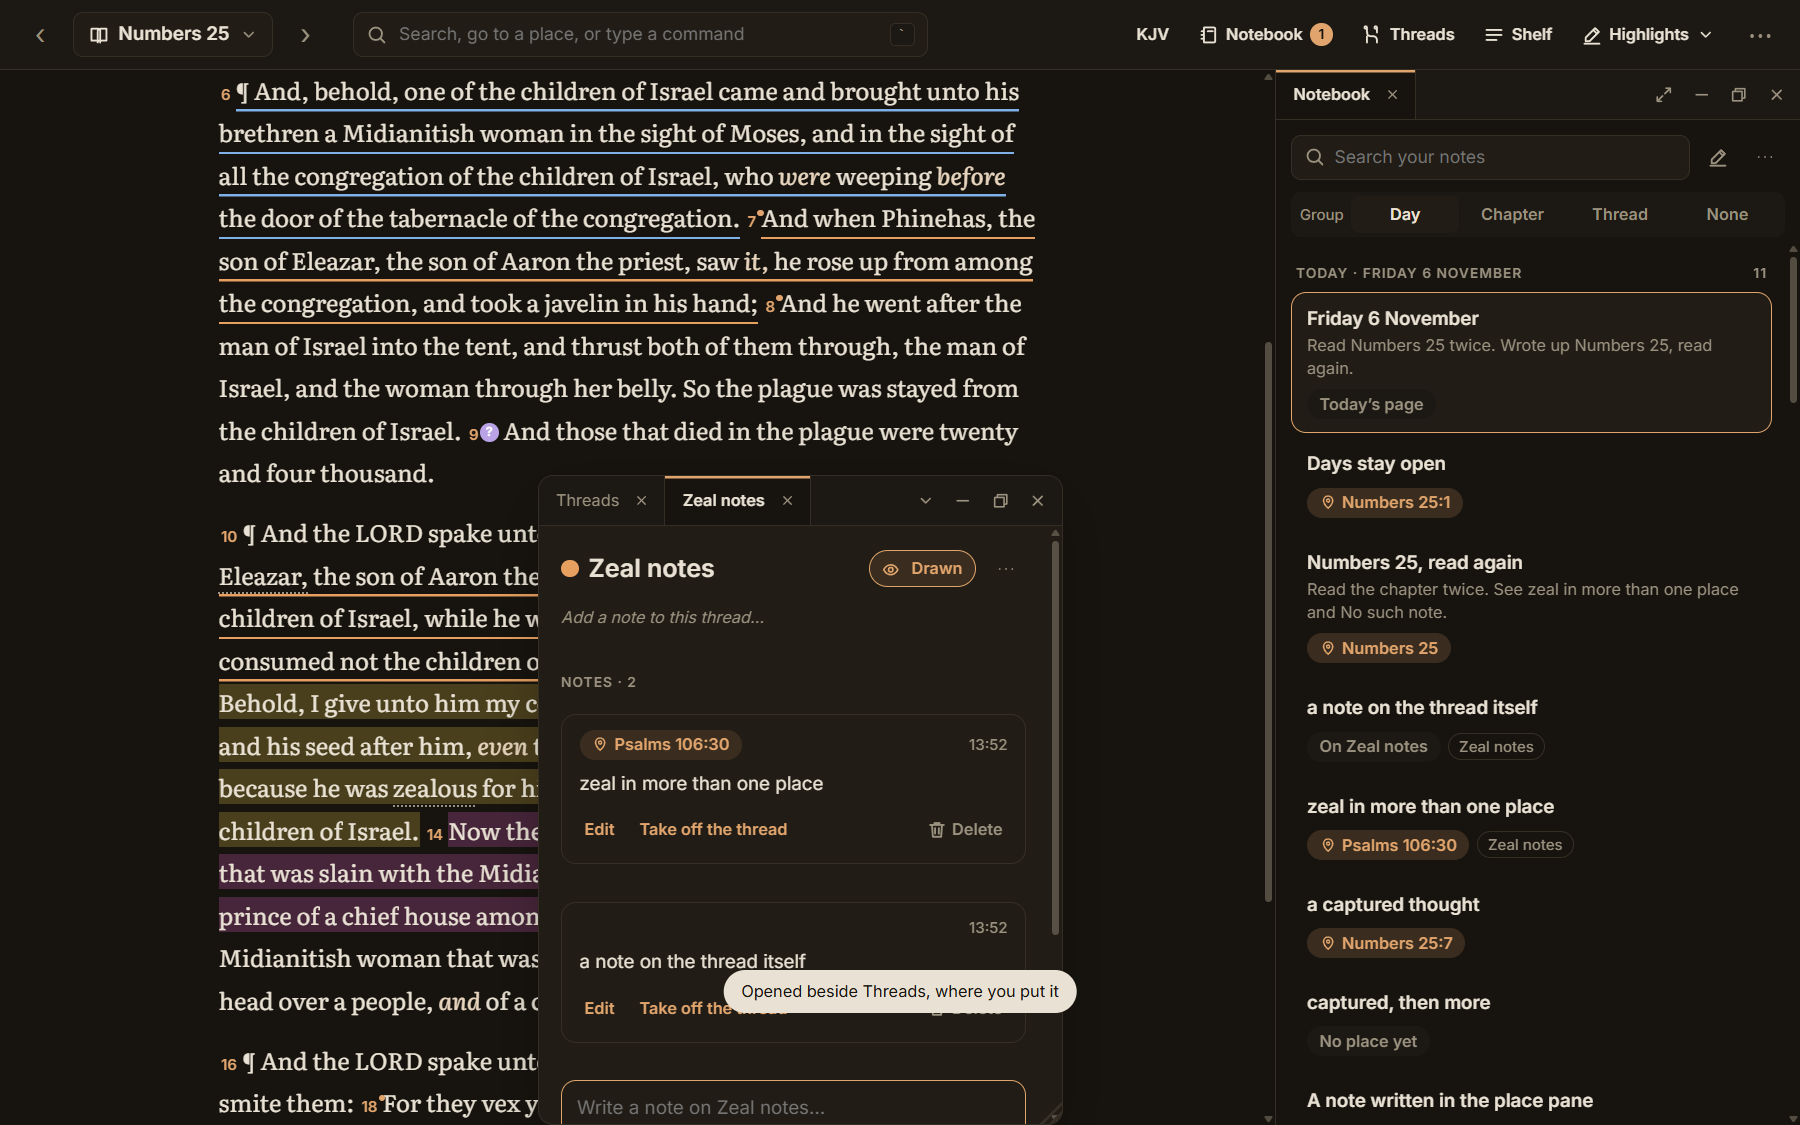 Numbers 25
Search, go to a place, or type a command
`
KJV
Notebook 1
Threads
Shelf
Highlights
6 ¶ And, behold, one of the children of Israel came and brought unto his
brethren a Midianitish woman in the sight of Moses, and in the sight of
all the congregation of the children of Israel, who were weeping before
the door of the tabernacle of the congregation. 7 And when Phinehas, the
son of Eleazar, the son of Aaron the priest, saw it, he rose up from among
the congregation, and took a javelin in his hand; 8 And he went after the
man of Israel into the tent, and thrust both of them through, the man of
Israel, and the woman through her belly. So the plague was stayed from
the children of Israel. 9 ? And those that died in the plague were twenty
and four thousand.
10 ¶ And the LORD spake unt
Eleazar, the son of Aaron the
children of Israel, while he w
consumed not the children o
Behold, I give unto him my c
and his seed after him, even t
because he was zealous for h
children of Israel. 14 Now the
that was slain with the Midia
prince of a chief house amon
Midianitish woman that was
head over a people, and of a c
16 ¶ And the LORD spake unt
smite them: 18 For they vex y
Threads
Zeal notes
Zeal notes
Drawn
Add a note to this thread...
NOTES · 2
Psalms 106:30
13:52
zeal in more than one place
Edit
Take off the thread
Delete
13:52
a note on the thread itself
Edit
Take off the
Opened beside Threads, where you put it
Write a note on Zeal notes...
Notebook
Search your notes
Group
Day
Chapter
Thread
None
TODAY · FRIDAY 6 NOVEMBER
11
Friday 6 November
Read Numbers 25 twice. Wrote up Numbers 25, read
again.
Today's page
Days stay open
Numbers 25:1
Numbers 25, read again
Read the chapter twice. See zeal in more than one place
and No such note.
Numbers 25
a note on the thread itself
On Zeal notes
Zeal notes
zeal in more than one place
Psalms 106:30
Zeal notes
a captured thought
Numbers 25:7
captured, then more
No place yet
A note written in the place pane